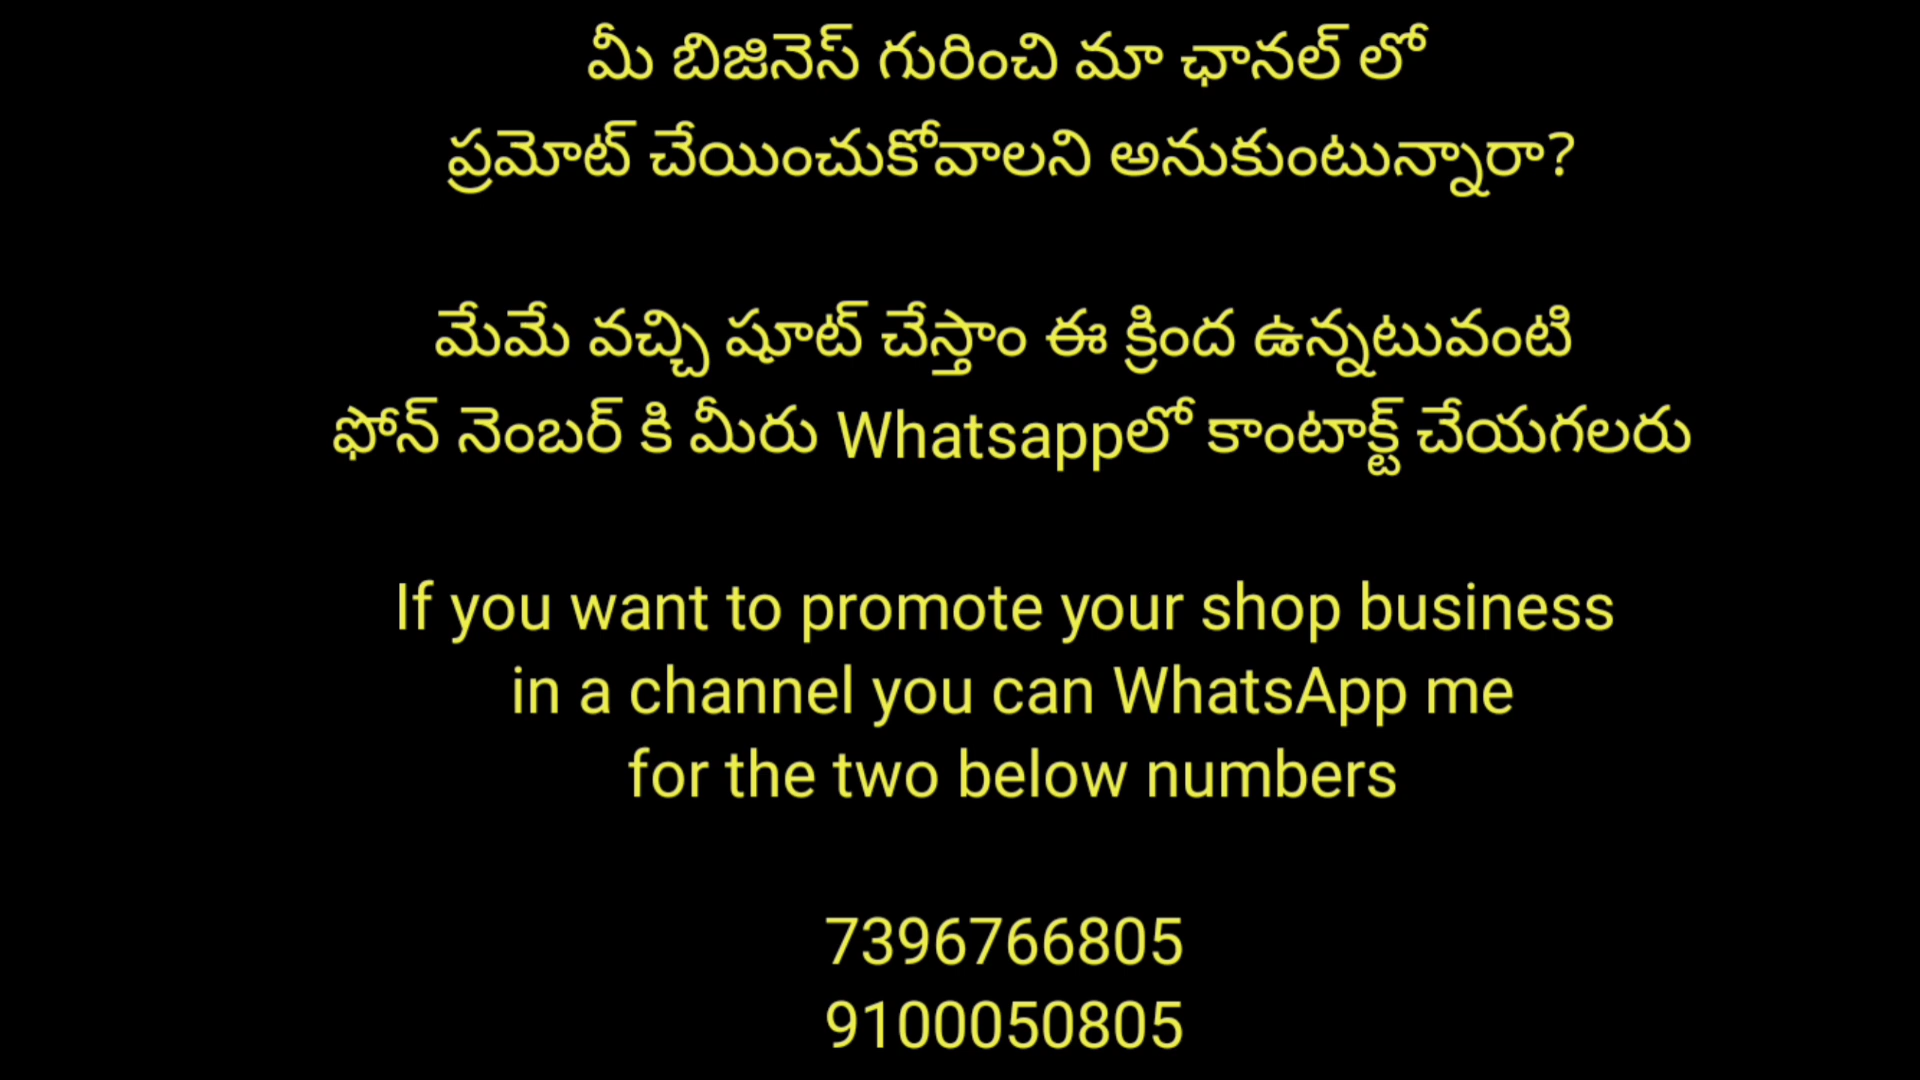 మీ బిజినెస్ గురించి మా ఛానల్ లో
ప్రమోట్ చేయించుకోవాలని అనుకుంటున్నారా?
మేమే వచ్చి షూట్ చేస్తాం ఈ క్రింద ఉన్నటువంటి
ఫోన్ నెంబర్ కి మీరు Whatsappలో కాంటాక్ట్ చేయగలరు
If you want to promote your shop business
in a channel you can WhatsApp me
for the two below numbers
7396766805
9100050805